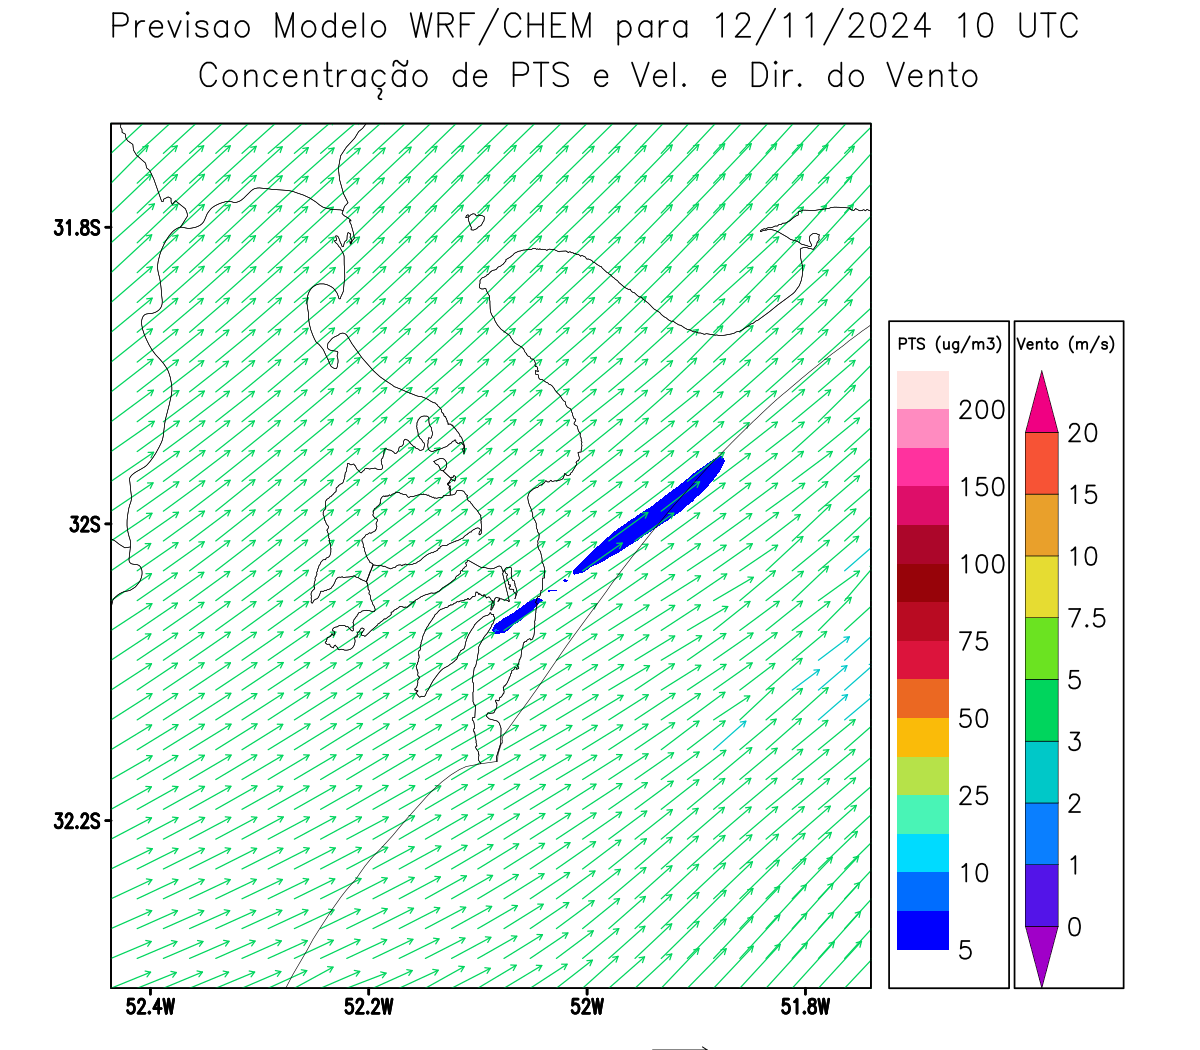 Previsao Modelo WRF/CHEM para 12/11/2024 10 UTC
Concentração de PTS e Vel. e Dir. do Vento
31.8S
32S
32.2S
52.4W
52.2W
52W
51.8W
PTS (ug/m3)
200
150
100
75
50
25
10
5
Vento (m/s)
20
15
10
7.5
5
3
2
1
0